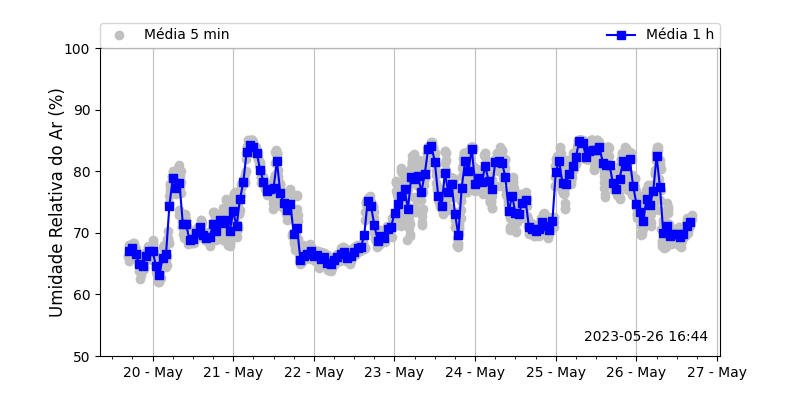 Média 5 min
Média 1 h
Umidade Relativa do Ar (%)
100
90
80
70
60
50
2023-05-26 16:44
20 - May
21 - May
22 - May
23 - May
24 - May
25 - May
26 - May
27 - May